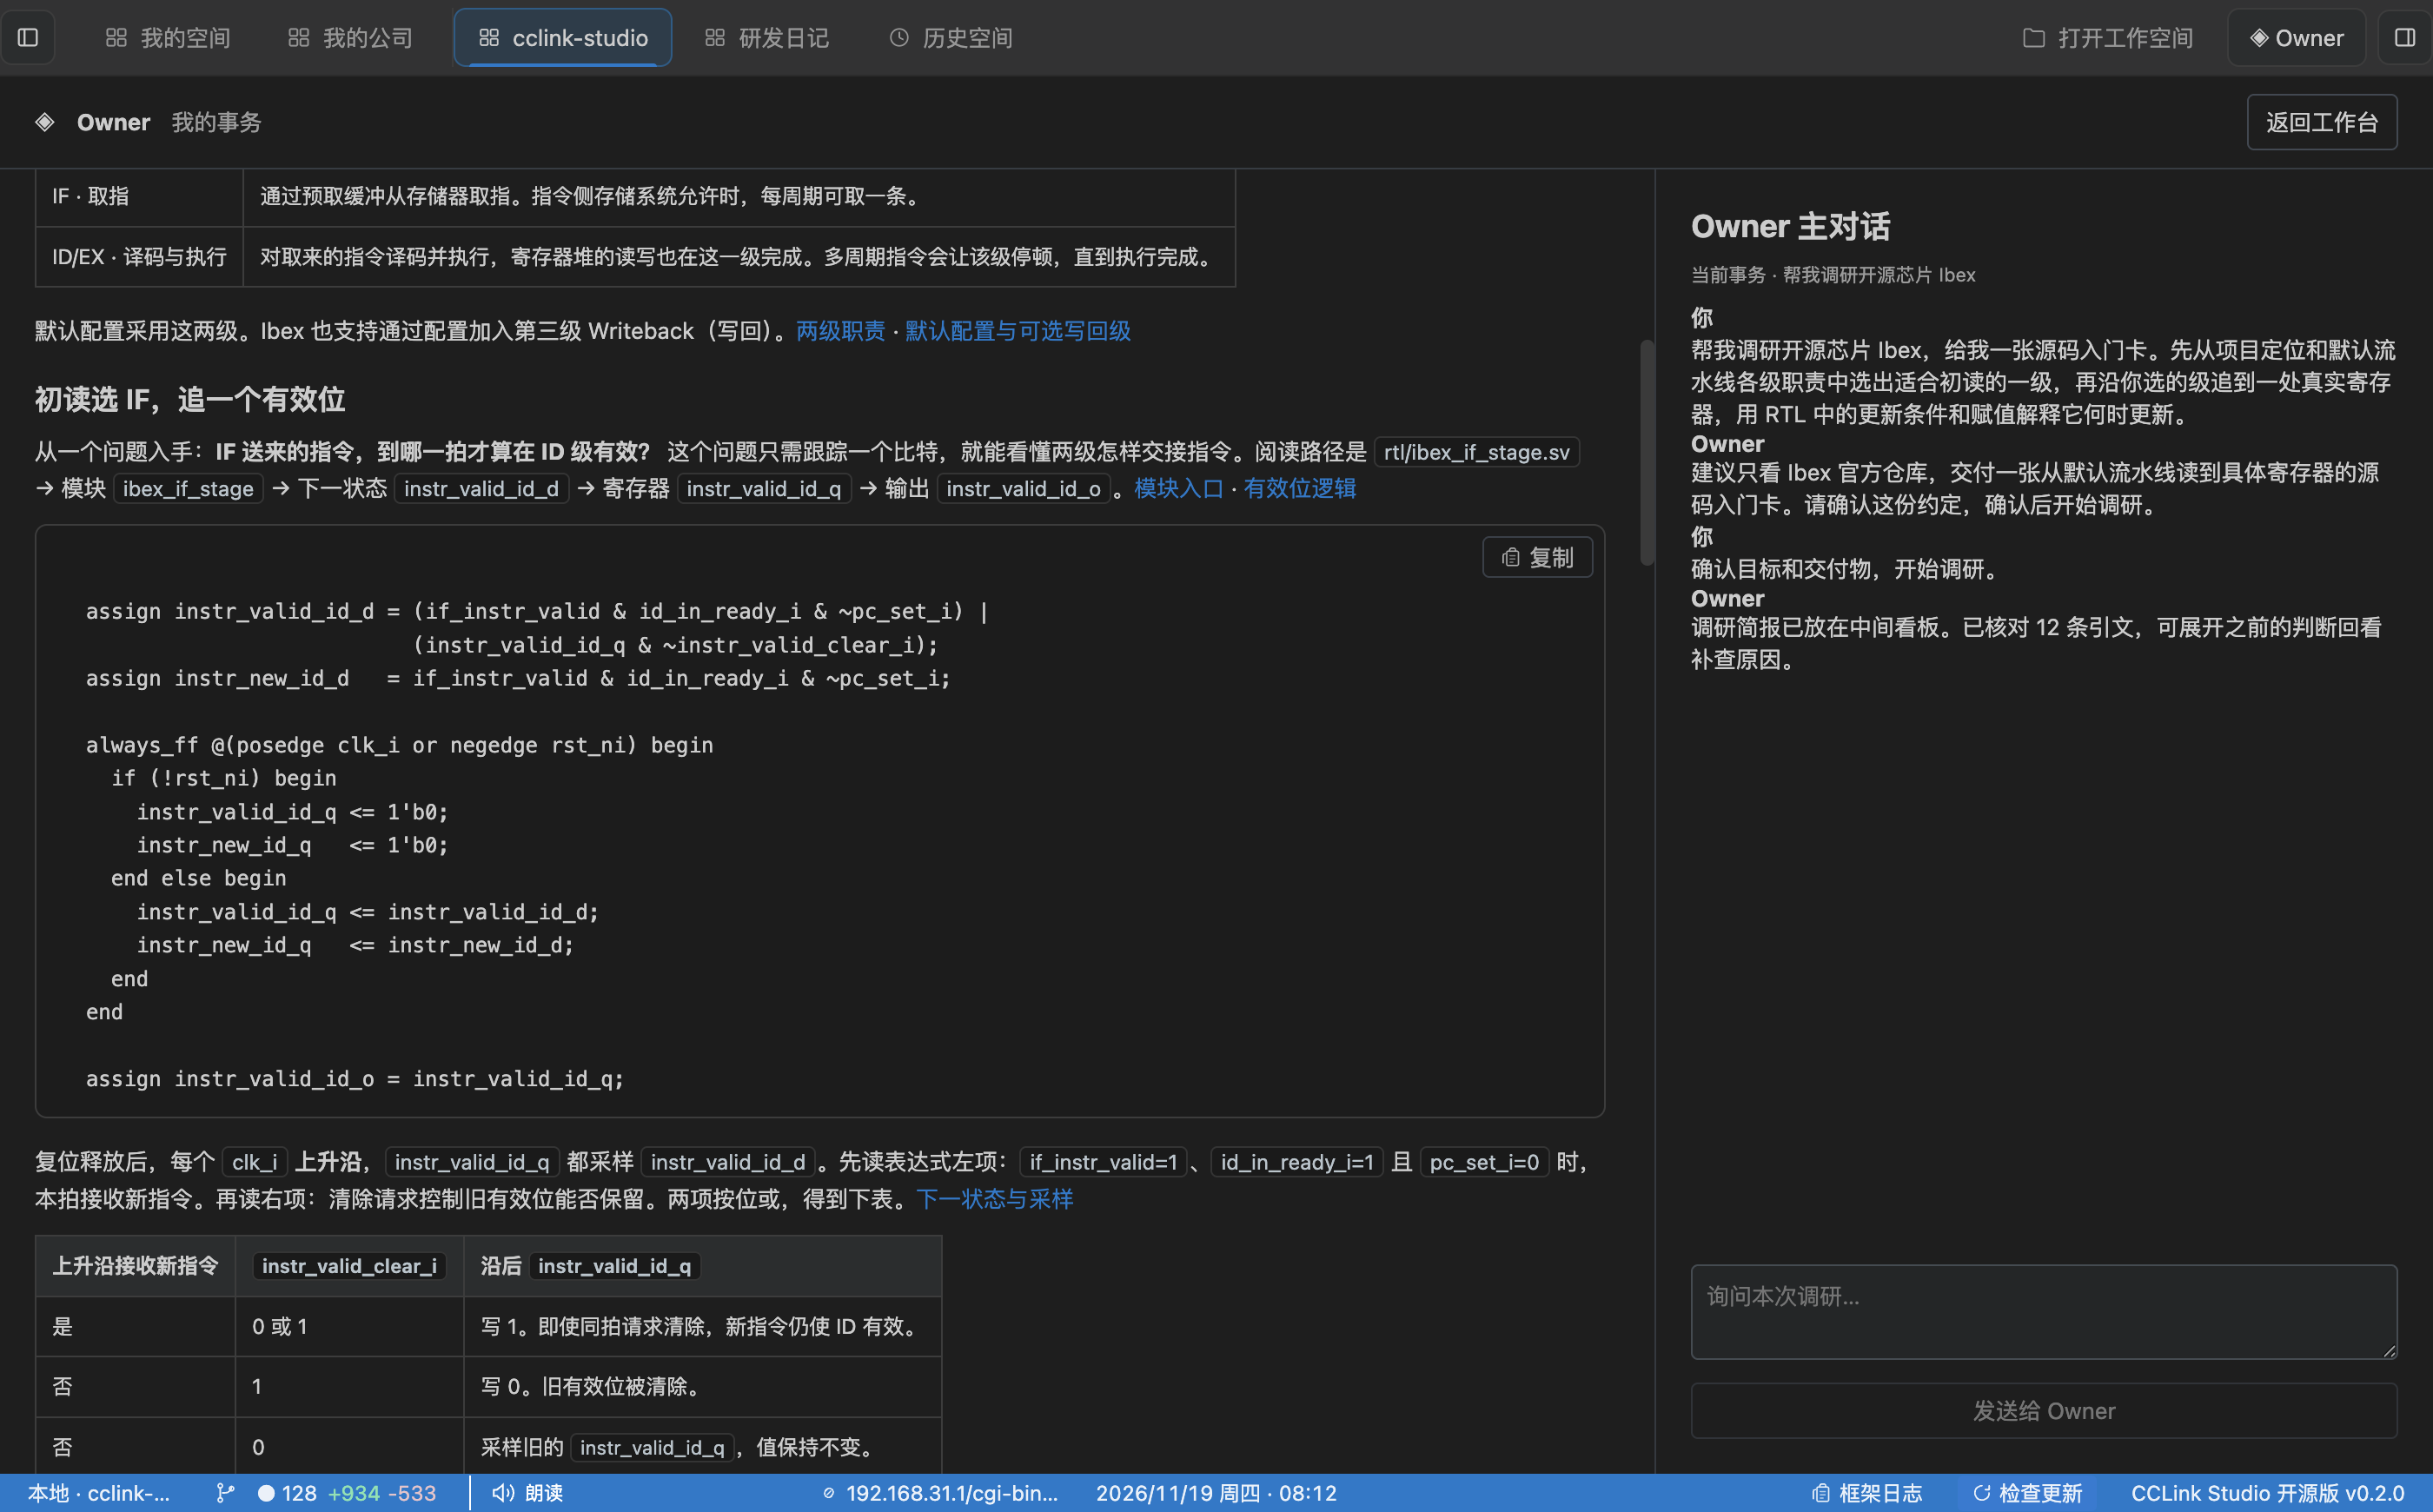 我的空间 我的公司 cclink-studio 研发日记 历史空间 打开工作空间 Owner
Owner 我的事务 返回工作台
IF · 取指 通过预取缓冲从存储器取指。指令侧存储系统允许时，每周期可取一条。
ID/EX · 译码与执行 对取来的指令译码并执行，寄存器堆的读写也在这一级完成。多周期指令会让该级停顿，直到执行完成。
默认配置采用这两级。Ibex 也支持通过配置加入第三级 Writeback（写回）。两级职责 · 默认配置与可选写回级
初读选 IF，追一个有效位
从一个问题入手：IF 送来的指令，到哪一拍才算在 ID 级有效？ 这个问题只需跟踪一个比特，就能看懂两级怎样交接指令。阅读路径是 rtl/ibex_if_stage.sv
→ 模块 ibex_if_stage → 下一状态 instr_valid_id_d → 寄存器 instr_valid_id_q → 输出 instr_valid_id_o 。模块入口 · 有效位逻辑
复制
assign instr_valid_id_d = (if_instr_valid & id_in_ready_i & ~pc_set_i) |
(instr_valid_id_q & ~instr_valid_clear_i);
assign instr_new_id_d   = if_instr_valid & id_in_ready_i & ~pc_set_i;
always_ff @(posedge clk_i or negedge rst_ni) begin
if (!rst_ni) begin
instr_valid_id_q <= 1'b0;
instr_new_id_q   <= 1'b0;
end else begin
instr_valid_id_q <= instr_valid_id_d;
instr_new_id_q   <= instr_new_id_d;
end
end
assign instr_valid_id_o = instr_valid_id_q;
复位释放后，每个 clk_i 上升沿，instr_valid_id_q 都采样 instr_valid_id_d 。先读表达式左项：if_instr_valid=1 、id_in_ready_i=1 且 pc_set_i=0 时，
本拍接收新指令。再读右项：清除请求控制旧有效位能否保留。两项按位或，得到下表。下一状态与采样
上升沿接收新指令 instr_valid_clear_i 沿后 instr_valid_id_q
是 0 或 1 写 1。即使同拍请求清除，新指令仍使 ID 有效。
否 1 写 0。旧有效位被清除。
否 0 采样旧的 instr_valid_id_q ，值保持不变。
Owner 主对话
当前事务 · 帮我调研开源芯片 Ibex
你
帮我调研开源芯片 Ibex，给我一张源码入门卡。先从项目定位和默认流
水线各级职责中选出适合初读的一级，再沿你选的级追到一处真实寄存
器，用 RTL 中的更新条件和赋值解释它何时更新。
Owner
建议只看 Ibex 官方仓库，交付一张从默认流水线读到具体寄存器的源
码入门卡。请确认这份约定，确认后开始调研。
你
确认目标和交付物，开始调研。
Owner
调研简报已放在中间看板。已核对 12 条引文，可展开之前的判断回看
补查原因。
询问本次调研...
发送给 Owner
本地 · cclink-... 128 +934 -533 朗读 192.168.31.1/cgi-bin... 2026/11/19 周四 · 08:12 框架日志 检查更新 CCLink Studio 开源版 v0.2.0